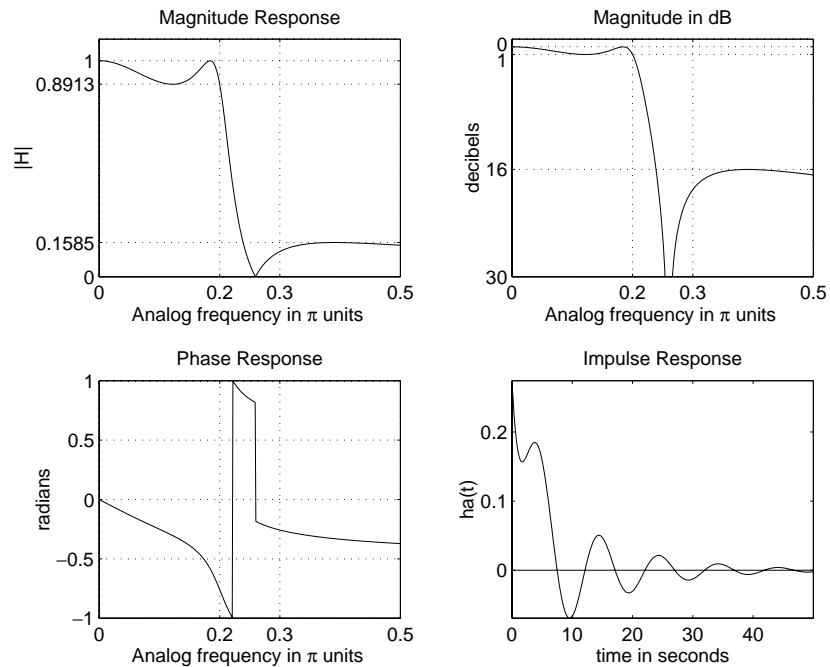 Magnitude Response
1
0.8913
|H|
0.1585
0
0
0.2
0.3
0.5
Analog frequency in π units
Magnitude in dB
0
1
decibels
16
30
0
0.2
0.3
0.5
Analog frequency in π units
Phase Response
1
0.5
0
radians
−0.5
−1
0
0.2
0.3
0.5
Analog frequency in π units
Impulse Response
0.2
ha(t)
0.1
0
0
10
20
30
40
time in seconds